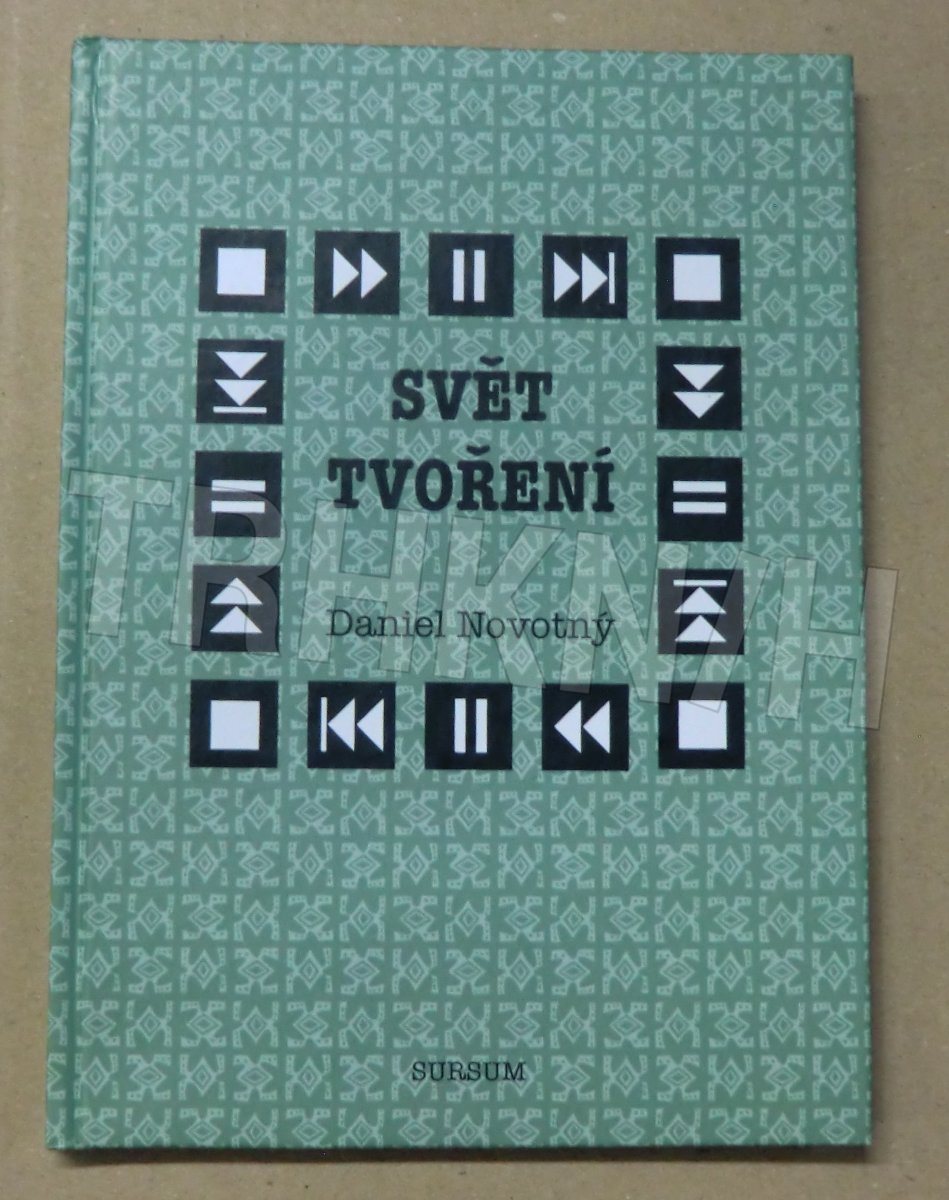 SVĚT
TVOŘENÍ
TRHKNIH
Daniel Novotný
SURSUM